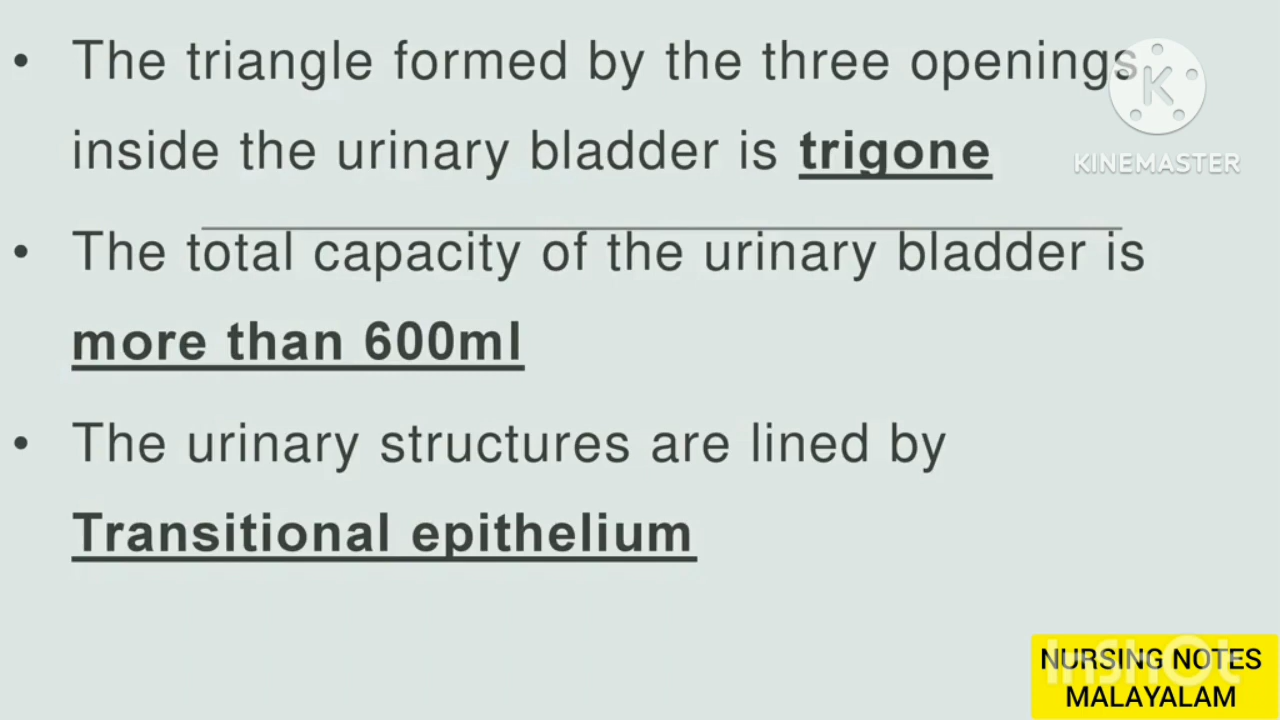 • The triangle formed by the three openings
inside the urinary bladder is trigone
KINEMASTER
• The total capacity of the urinary bladder is
more than 600ml
• The urinary structures are lined by
Transitional epithelium
InShOt
NURSING NOTES
MALAYALAM